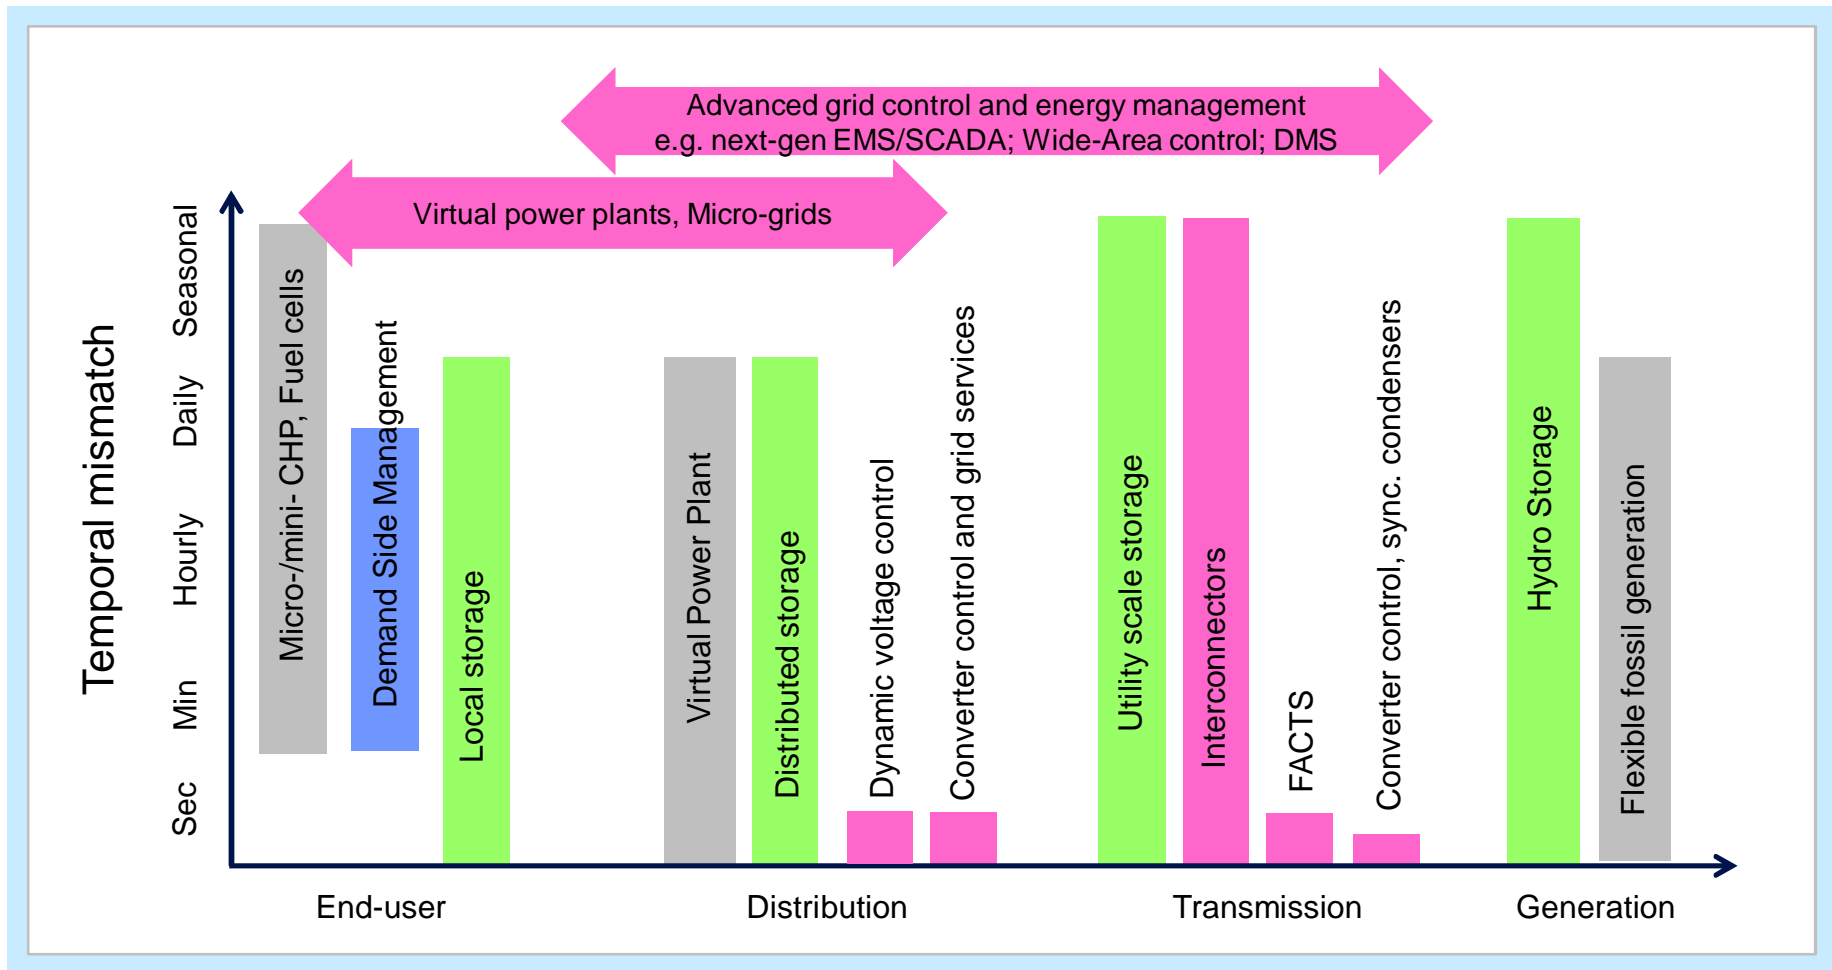 Advanced grid control and energy management
e.g. next-gen EMS/SCADA; Wide-Area control; DMS
Virtual power plants, Micro-grids
Temporal mismatch
Seasonal
Daily
Hourly
Min
Sec
Micro-/mini- CHP, Fuel cells
Demand Side Management
Local storage
Virtual Power Plant
Distributed storage
Dynamic voltage control
Converter control and grid services
Utility scale storage
Interconnectors
FACTS
Converter control, sync. condensers
Hydro Storage
Flexible fossil generation
End-user
Distribution
Transmission
Generation